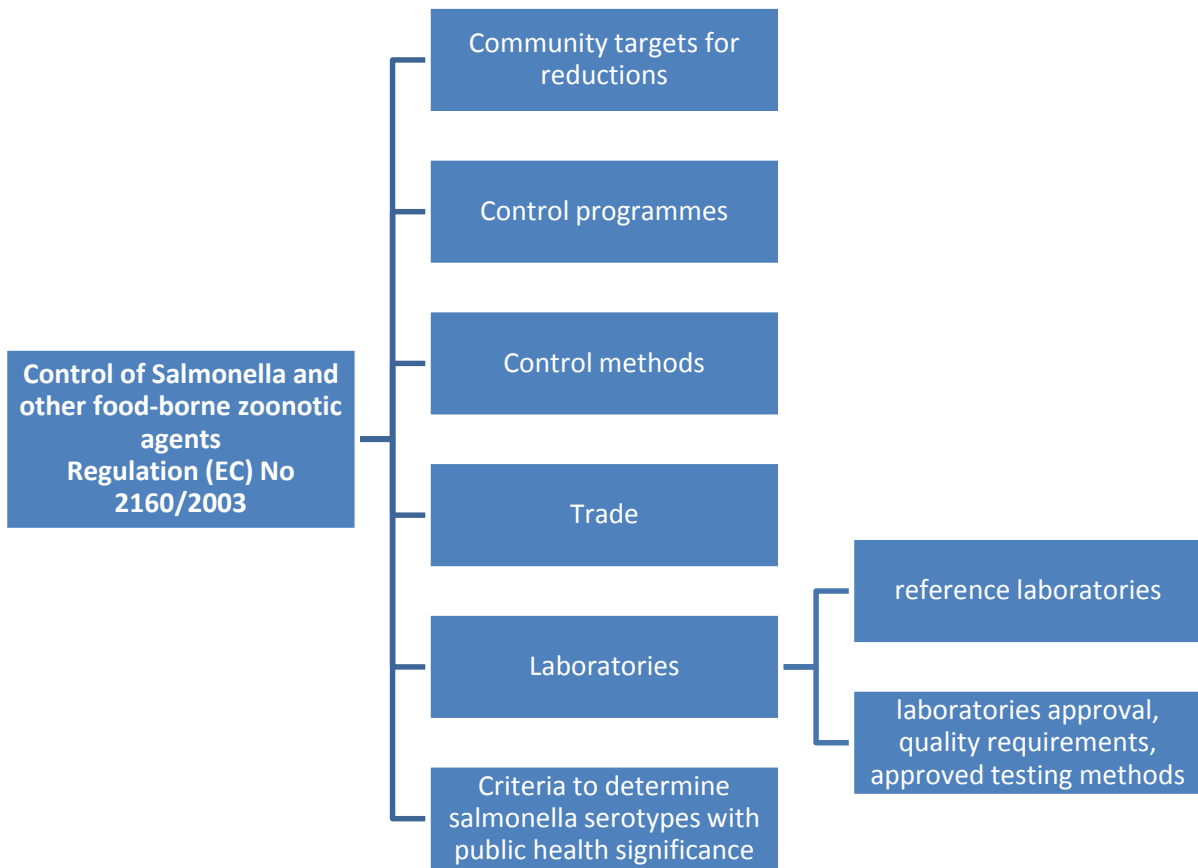 Control of Salmonella and
other food-borne zoonotic
agents
Regulation (EC) No
2160/2003
Community targets for
reductions
Control programmes
Control methods
Trade
Laboratories
reference laboratories
laboratories approval,
quality requirements,
approved testing methods
Criteria to determine
salmonella serotypes with
public health significance